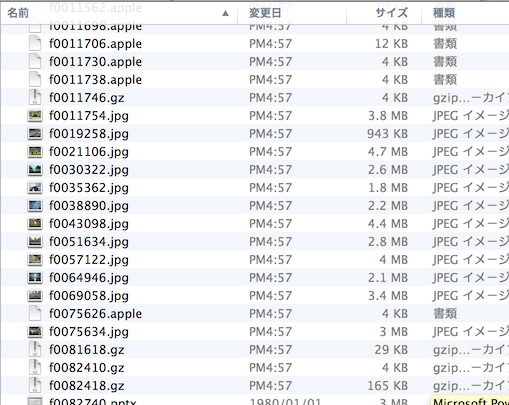 名前 変更日 サイズ 種類
f0011562.apple
f0011698.apple PM4:57 4 KB 書類
f0011706.apple PM4:57 12 KB 書類
f0011730.apple PM4:57 4 KB 書類
f0011738.apple PM4:57 4 KB 書類
f0011746.gz PM4:57 4 KB gzip...ーカイブ
f0011754.jpg PM4:57 3.8 MB JPEG イメージ
f0019258.jpg PM4:57 943 KB JPEG イメージ
f0021106.jpg PM4:57 4.7 MB JPEG イメージ
f0030322.jpg PM4:57 2.6 MB JPEG イメージ
f0035362.jpg PM4:57 1.8 MB JPEG イメージ
f0038890.jpg PM4:57 2.2 MB JPEG イメージ
f0043098.jpg PM4:57 4.4 MB JPEG イメージ
f0051634.jpg PM4:57 2.8 MB JPEG イメージ
f0057122.jpg PM4:57 4 MB JPEG イメージ
f0064946.jpg PM4:57 2.1 MB JPEG イメージ
f0069058.jpg PM4:57 3.4 MB JPEG イメージ
f0075626.apple PM4:57 4 KB 書類
f0075634.jpg PM4:57 3 MB JPEG イメージ
f0081618.gz PM4:57 29 KB gzip...ーカイブ
f0082410.gz PM4:57 4 KB gzip...ーカイブ
f0082418.gz PM4:57 165 KB gzip...ーカイブ
f0082740.pptx 1980/01/01 3 MB Microsoft Pow